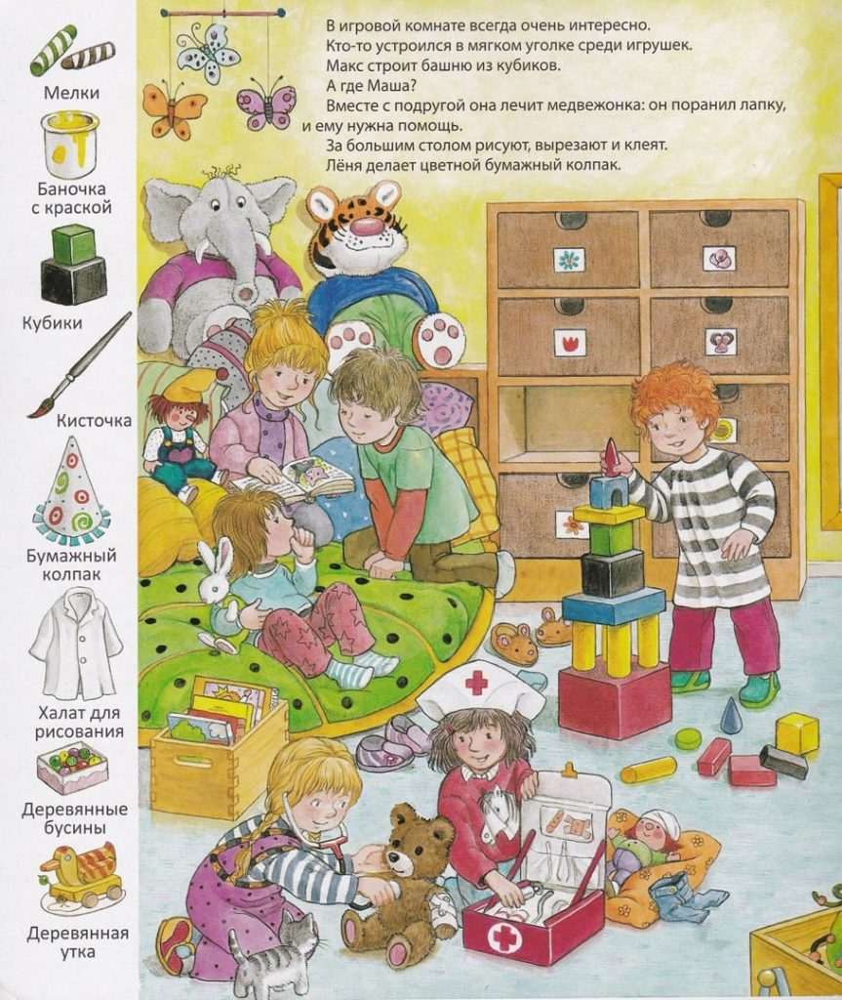 В игровой комнате всегда очень интересно.
Кто-то устроился в мягком уголке среди игрушек.
Макс строит башню из кубиков.
А где Маша?
Вместе с подругой она лечит медвежонка: он поранил лапку,
и ему нужна помощь.
За большим столом рисуют, вырезают и клеят.
Лёня делает цветной бумажный колпак.
Мелки
Баночка
с краской
Кубики
Кисточка
Бумажный
колпак
Халат для
рисования
Деревянные
бусины
Деревянная
утка